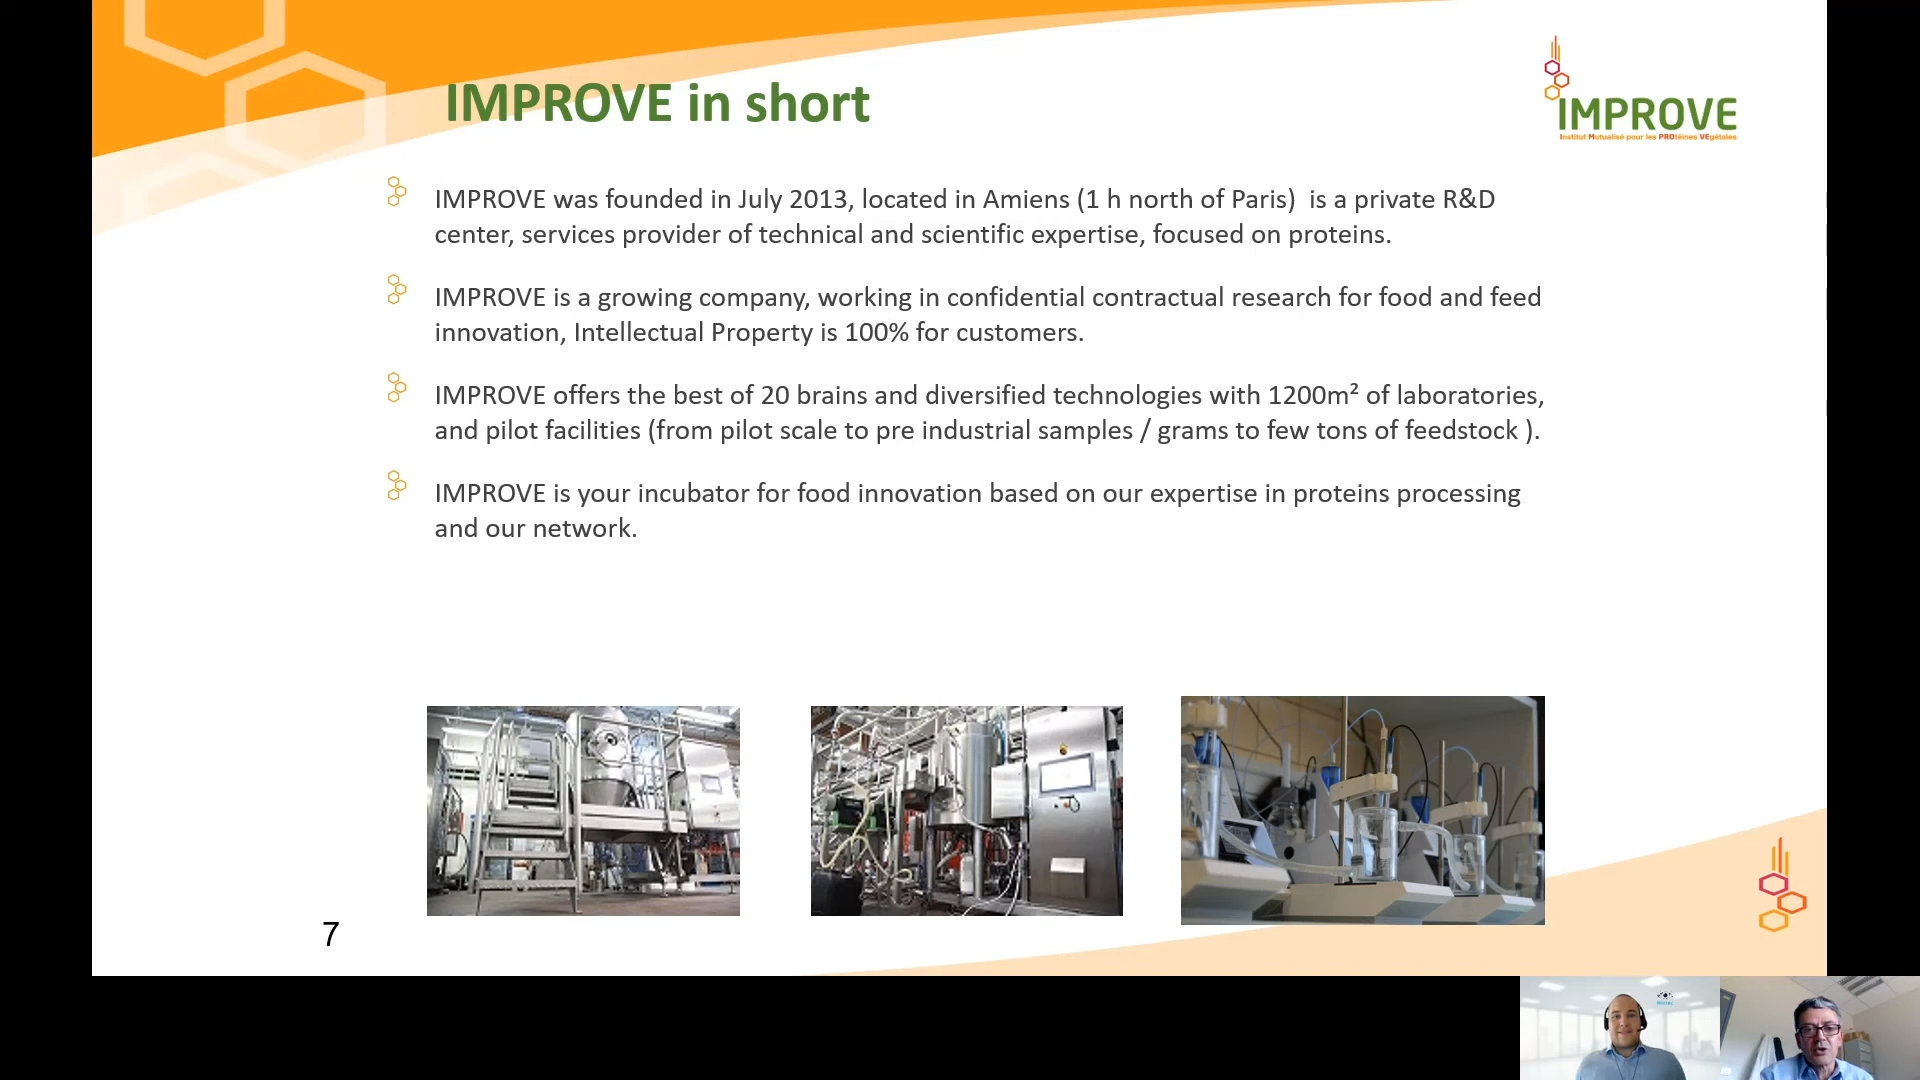 IMPROVE in short
IMPROVE
Institut Mutualisé pour les PROtéines VEgétales
IMPROVE was founded in July 2013, located in Amiens (1 h north of Paris)  is a private R&D
center, services provider of technical and scientific expertise, focused on proteins.
IMPROVE is a growing company, working in confidential contractual research for food and feed
innovation, Intellectual Property is 100% for customers.
IMPROVE offers the best of 20 brains and diversified technologies with 1200m² of laboratories,
and pilot facilities (from pilot scale to pre industrial samples / grams to few tons of feedstock ).
IMPROVE is your incubator for food innovation based on our expertise in proteins processing
and our network.
7